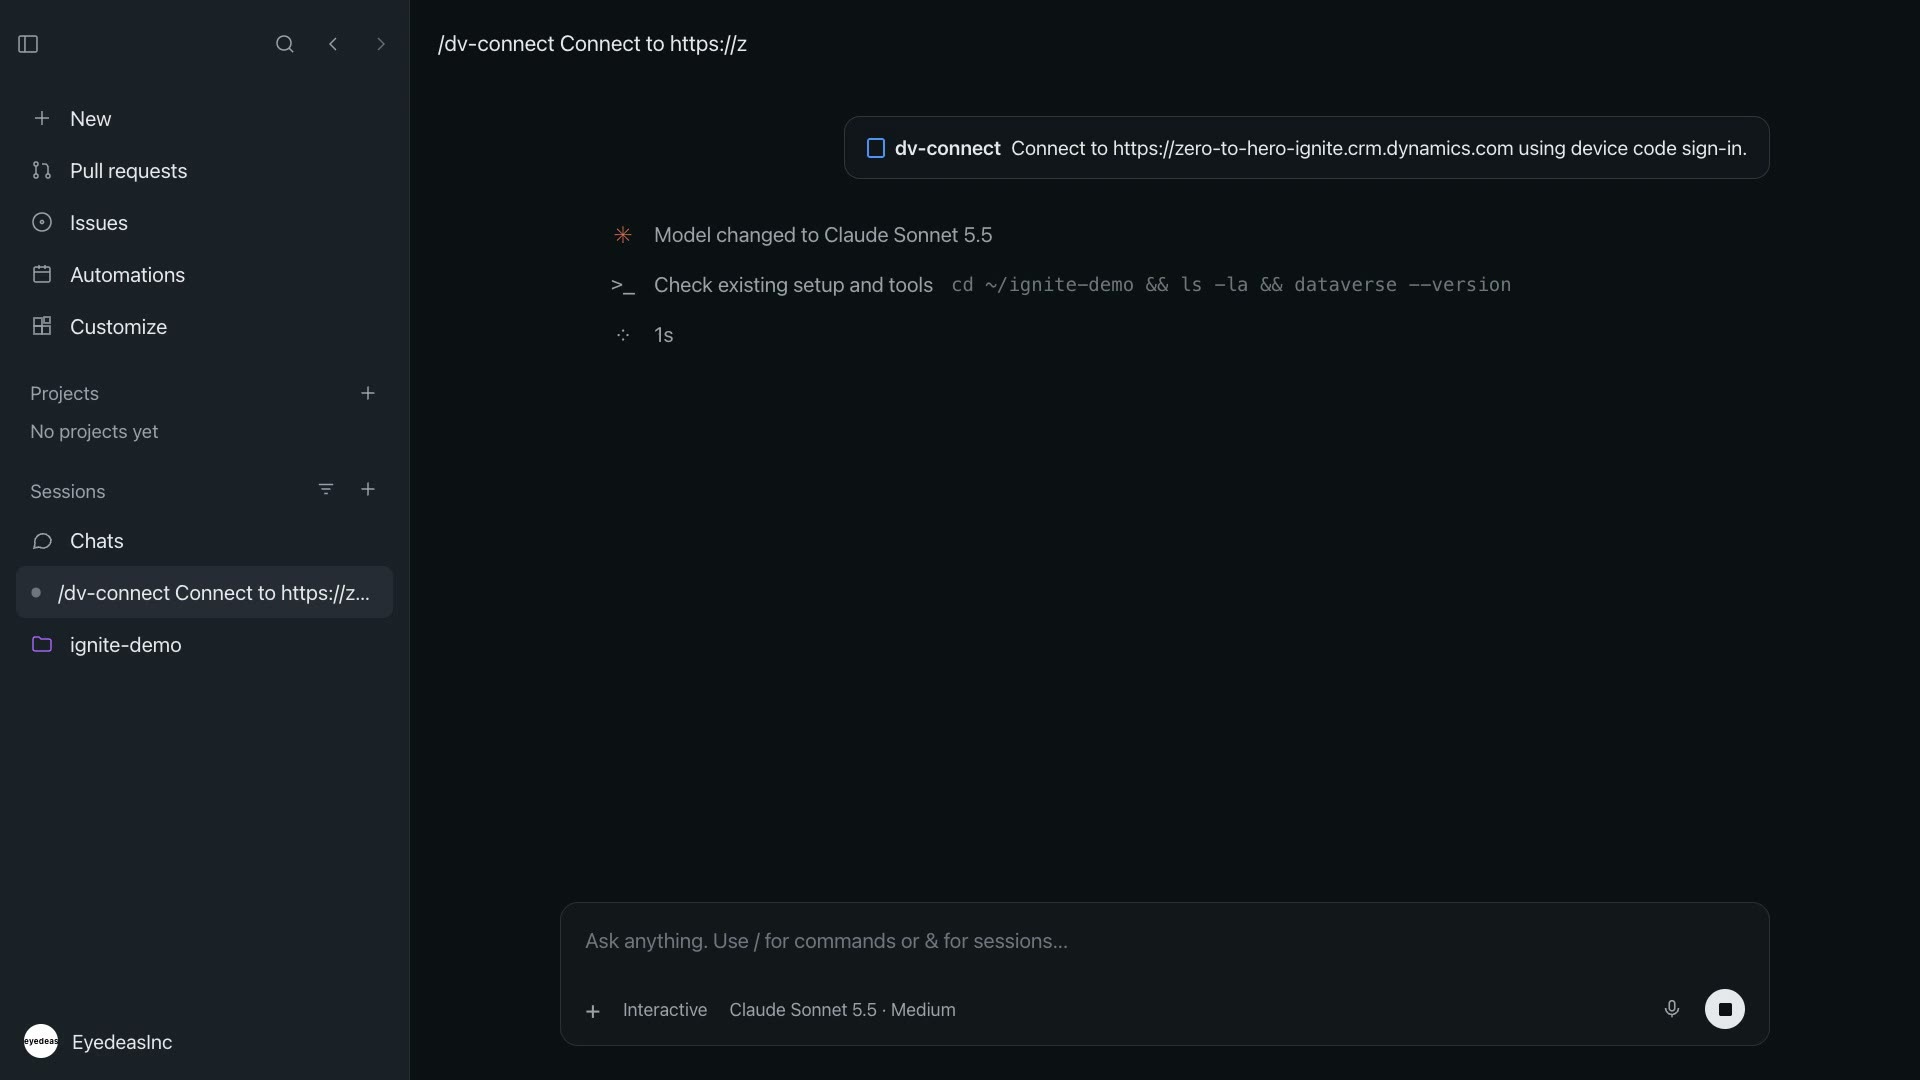 /dv-connect Connect to https://z
New
Pull requests
Issues
Automations
Customize
Projects
No projects yet
Sessions
Chats
/dv-connect Connect to https://z...
ignite-demo
EyedeasInc
eyedeas
dv-connect Connect to https://zero-to-hero-ignite.crm.dynamics.com using device code sign-in.
Model changed to Claude Sonnet 5.5
>_ Check existing setup and tools cd ~/ignite-demo && ls -la && dataverse --version
1s
Ask anything. Use / for commands or & for sessions...
Interactive Claude Sonnet 5.5 · Medium